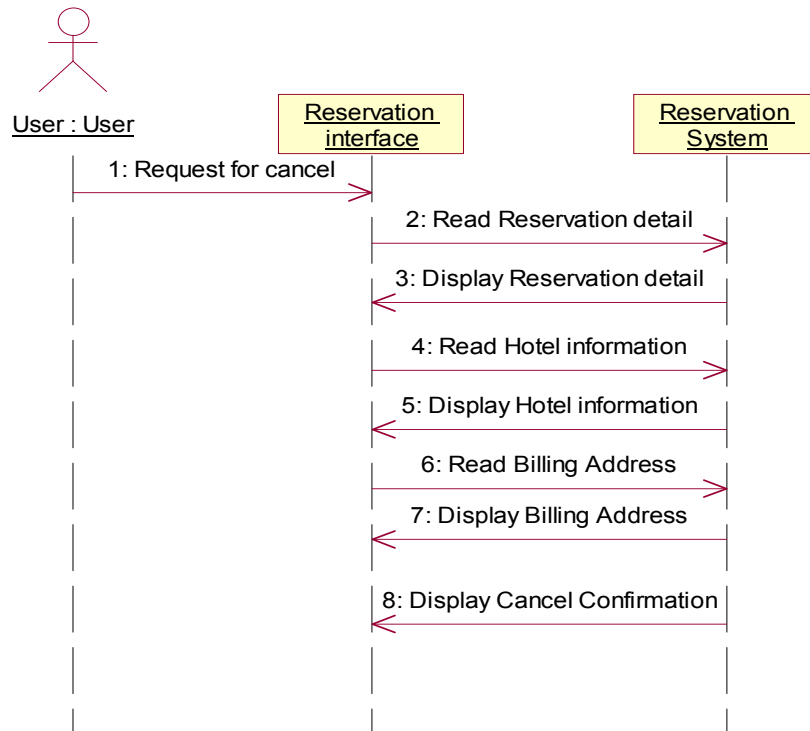 User : User
Reservation
interface
Reservation
System
1: Request for cancel
2: Read Reservation detail
3: Display Reservation detail
4: Read Hotel information
5: Display Hotel information
6: Read Billing Address
7: Display Billing Address
8: Display Cancel Confirmation